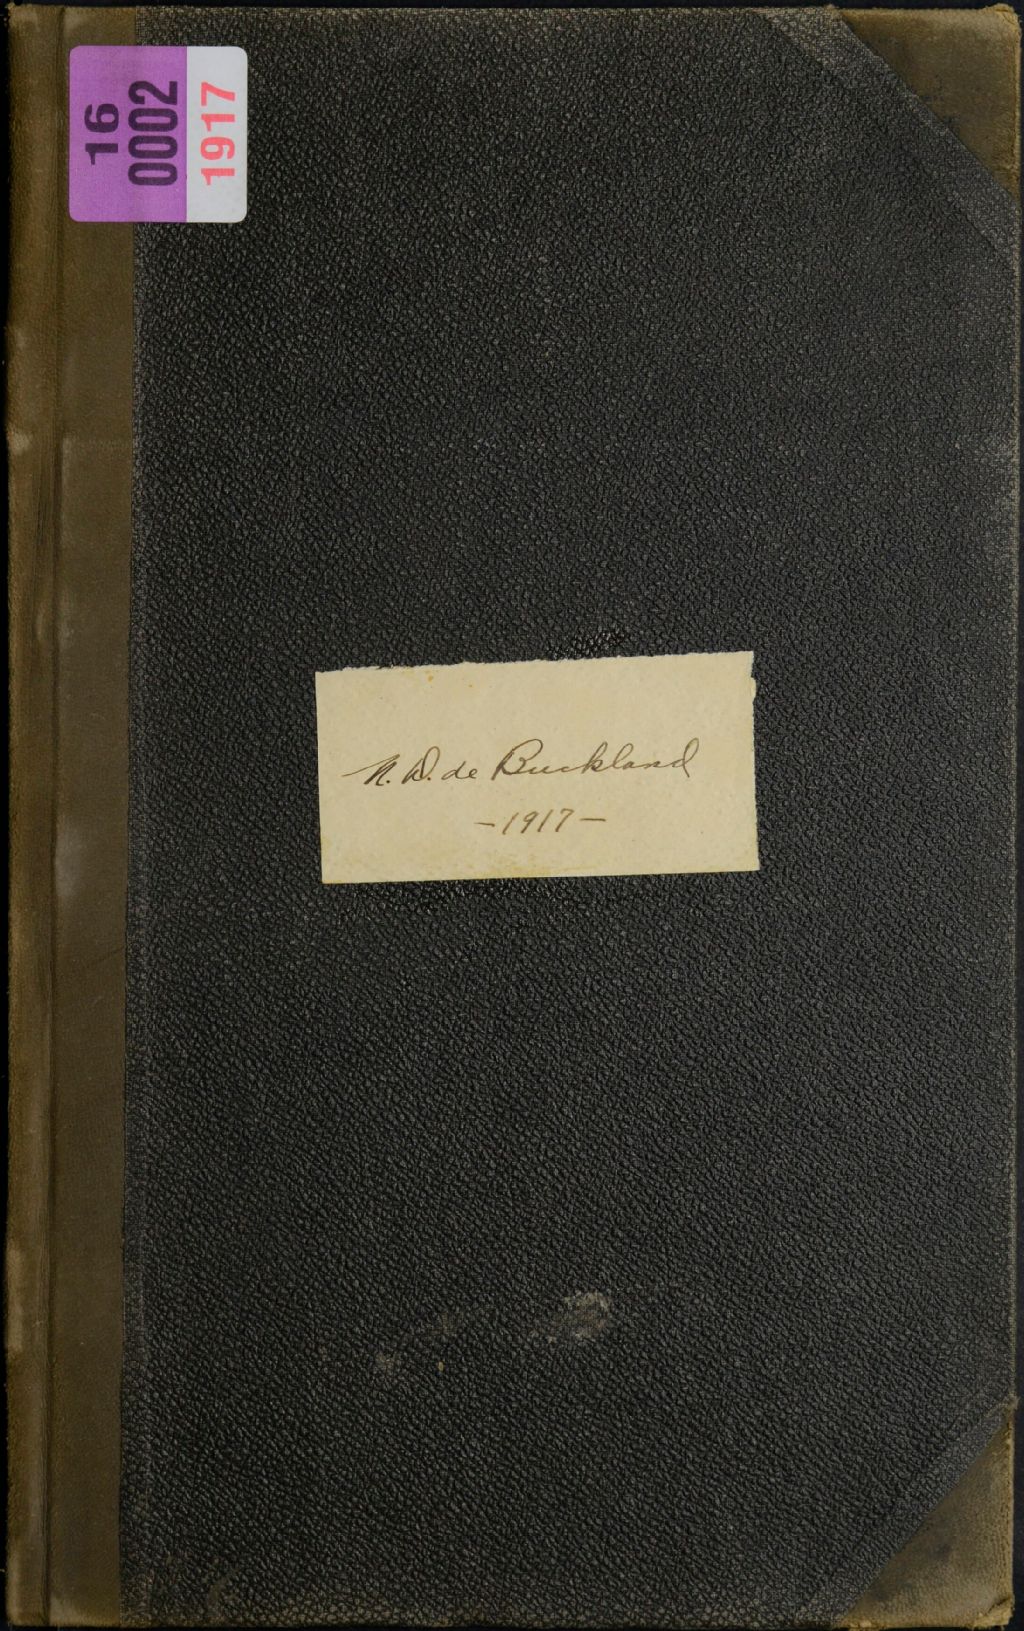 16
0002
1917
N. D. de Buckland
-1917-